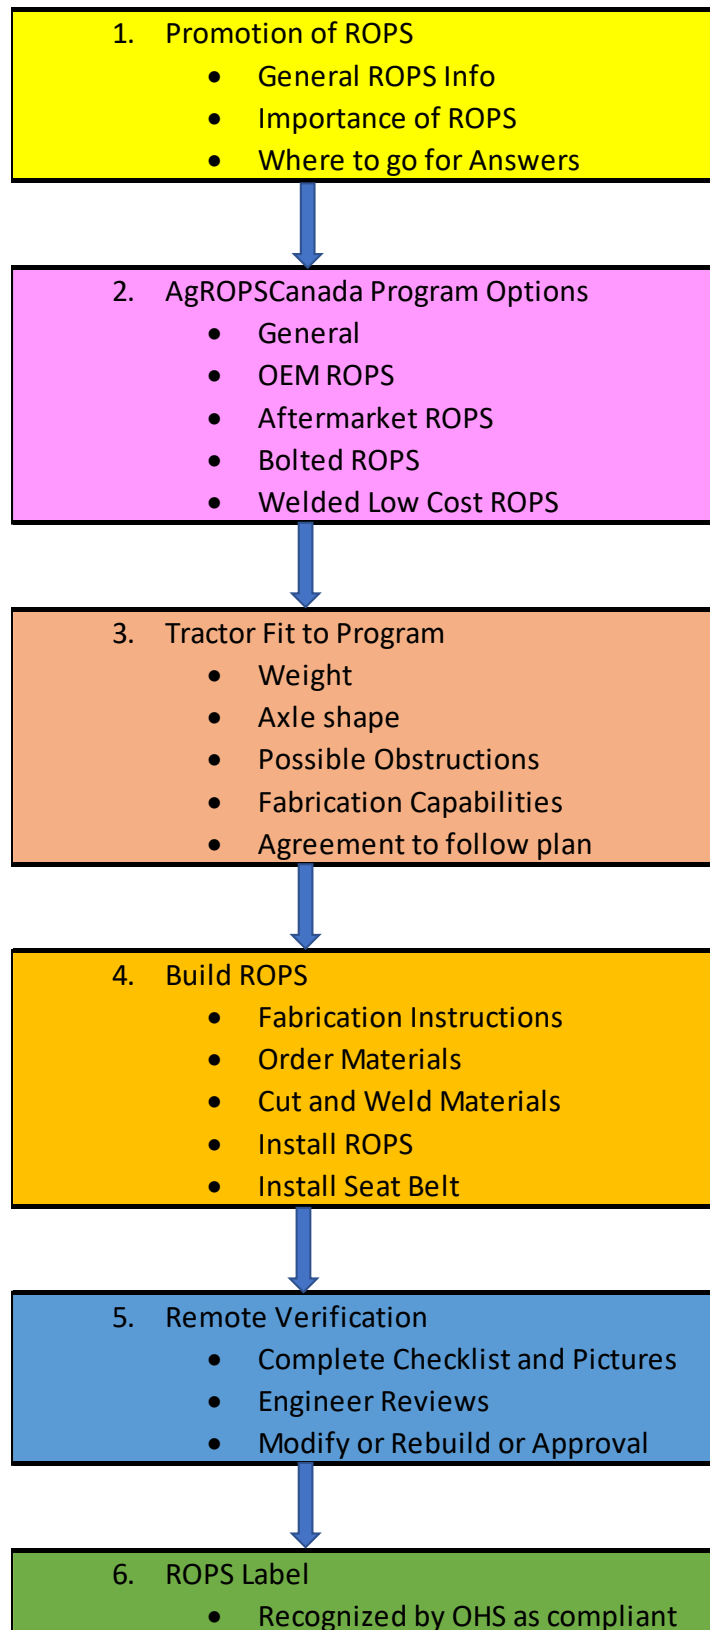 1. Promotion of ROPS
• General ROPS Info
• Importance of ROPS
• Where to go for Answers
2. AgROPSCanada Program Options
• General
• OEM ROPS
• Aftermarket ROPS
• Bolted ROPS
• Welded Low Cost ROPS
3. Tractor Fit to Program
• Weight
• Axle shape
• Possible Obstructions
• Fabrication Capabilities
• Agreement to follow plan
4. Build ROPS
• Fabrication Instructions
• Order Materials
• Cut and Weld Materials
• Install ROPS
• Install Seat Belt
5. Remote Verification
• Complete Checklist and Pictures
• Engineer Reviews
• Modify or Rebuild or Approval
6. ROPS Label
• Recognized by OHS as compliant